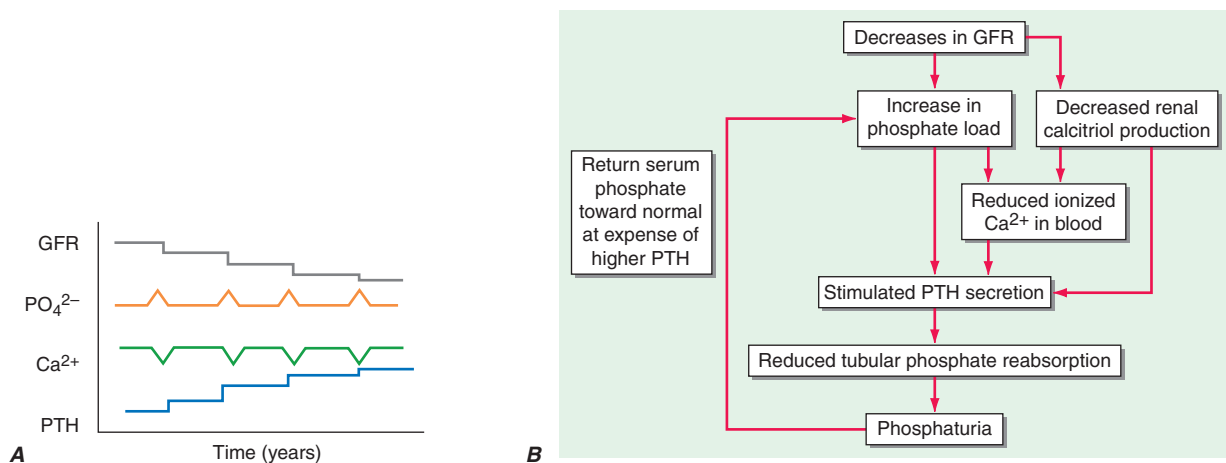 GFR
PO₄²⁻
Ca²⁺
PTH
Time (years)
A
Decreases in GFR
Increase in
phosphate load
Decreased renal
calcitriol production
Return serum
phosphate
toward normal
at expense of
higher PTH
Reduced ionized
Ca²⁺ in blood
Stimulated PTH secretion
Reduced tubular phosphate reabsorption
Phosphaturia
B